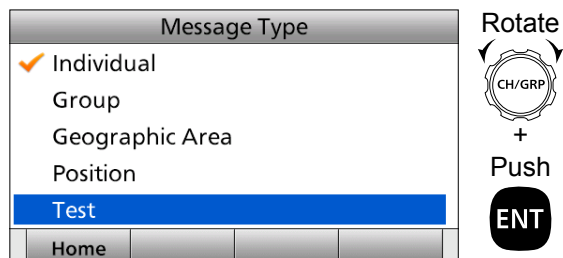 Message Type
Individual
Group
Geographic Area
Position
Test
Home
Rotate
CH/GRP
+
Push
ENT